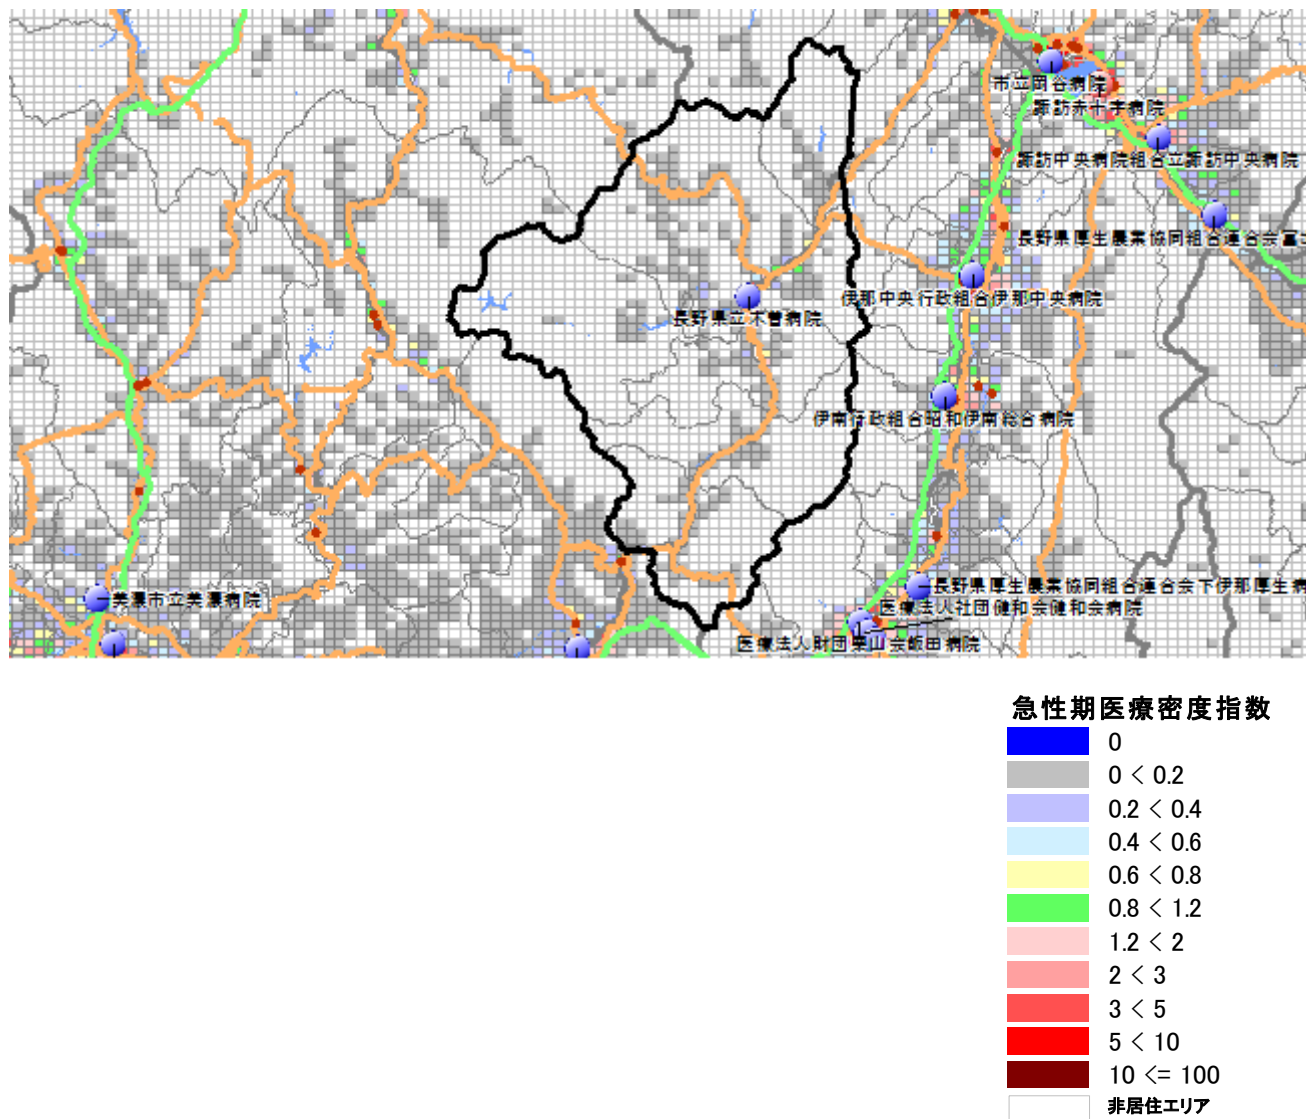 市立岡谷病院
諏訪赤十字病院
諏訪中央病院組合立諏訪中央病院
長野県厚生農業協同組合連合会富士
伊那中央行政組合伊那中央病院
長野県立木曽病院
伊南行政組合昭和伊南総合病院
長野県厚生農業協同組合連合会下伊那厚生病
美濃市立美濃病院
医療法人社団健和会健和会病院
医療法人財団栗山会飯田病院
急性期医療密度指数
0
0 < 0.2
0.2 < 0.4
0.4 < 0.6
0.6 < 0.8
0.8 < 1.2
1.2 < 2
2 < 3
3 < 5
5 < 10
10 <= 100
非居住エリア